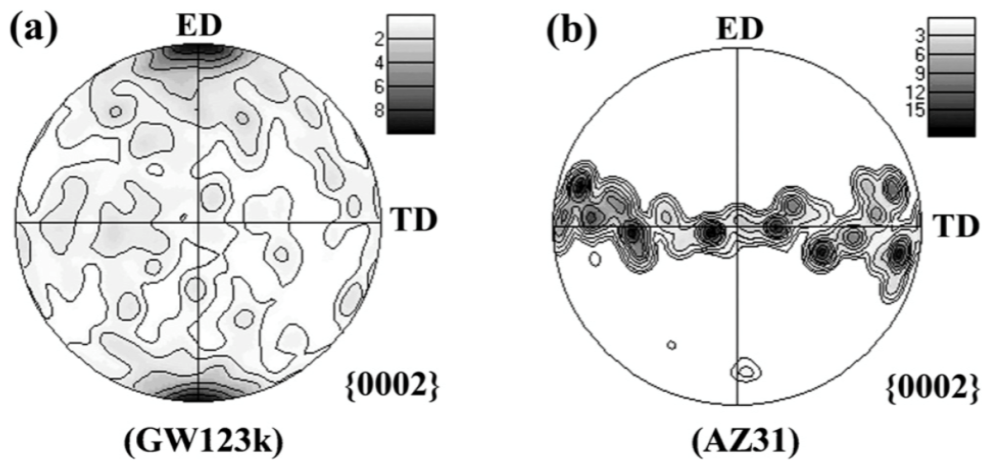 (a)
ED
2
4
6
8
TD
{0002}
(GW123k)
(b)
ED
3
6
9
12
15
TD
{0002}
(AZ31)